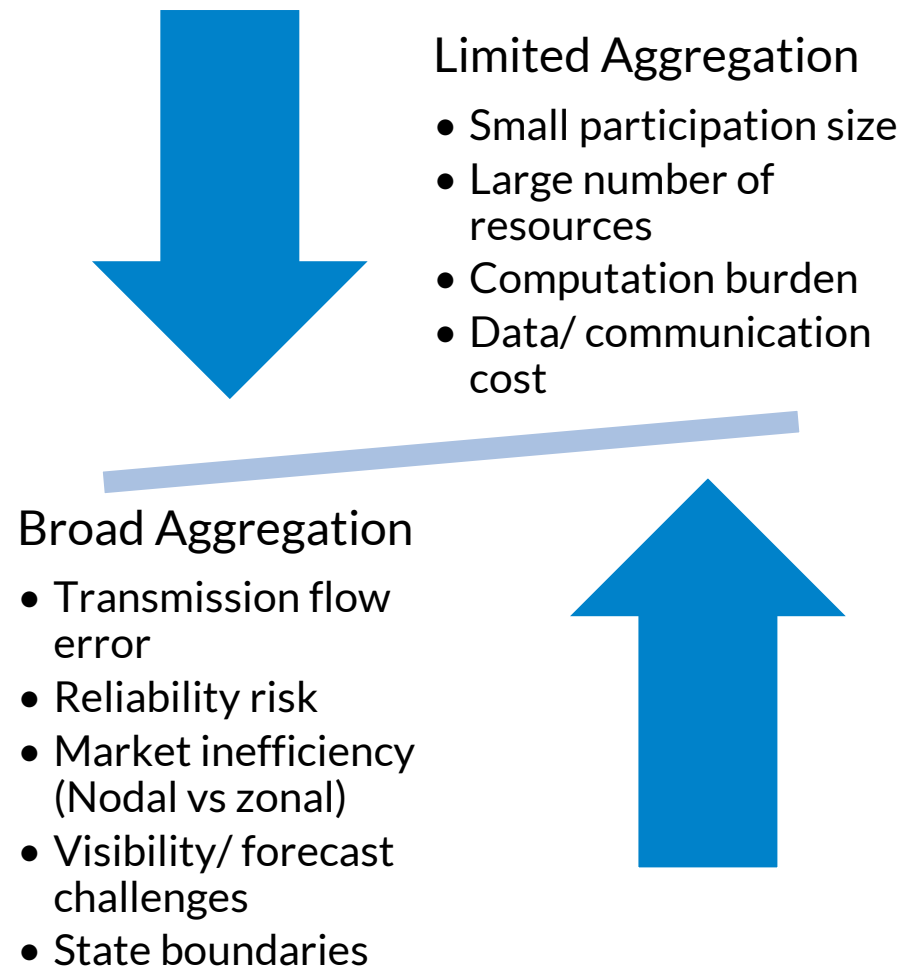 Limited Aggregation
• Small participation size
• Large number of
resources
• Computation burden
• Data/ communication
cost
Broad Aggregation
• Transmission flow
error
• Reliability risk
• Market inefficiency
(Nodal vs zonal)
• Visibility/ forecast
challenges
• State boundaries